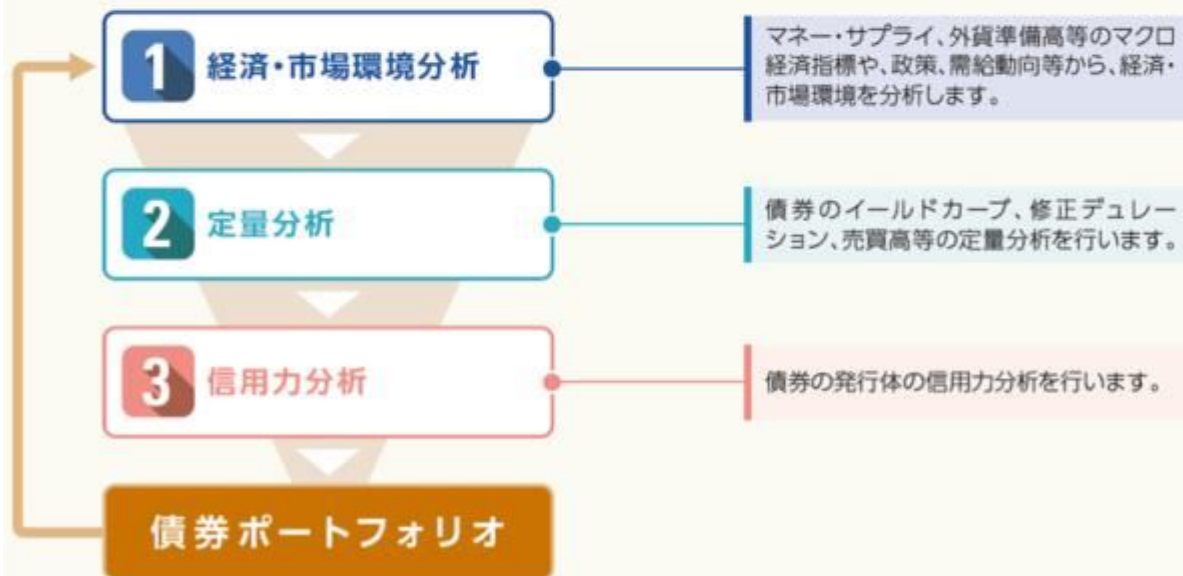 1 経済・市場環境分析
マネー・サプライ、外貨準備高等のマクロ
経済指標や、政策、需給動向等から、経済・
市場環境を分析します。
2 定量分析
債券のイールドカーブ、修正デュレー
ション、売買高等の定量分析を行います。
3 信用力分析
債券の発行体の信用力分析を行います。
債券ポートフォリオ